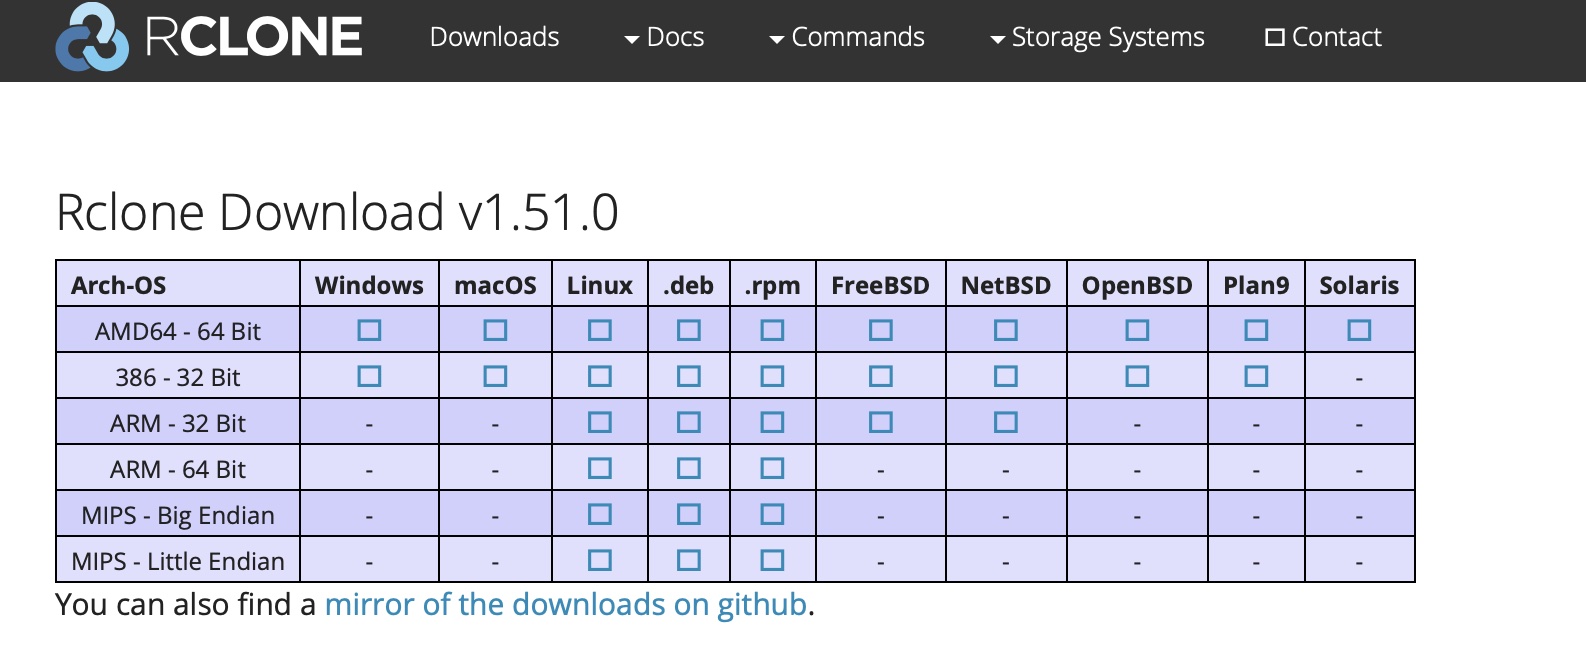 RCLONE Downloads Docs Commands Storage Systems Contact
Rclone Download v1.51.0
Arch-OS Windows macOS Linux .deb .rpm FreeBSD NetBSD OpenBSD Plan9 Solaris
AMD64 - 64 Bit □ □ □ □ □ □ □ □ □ □
386 - 32 Bit □ □ □ □ □ □ □ □ □ -
ARM - 32 Bit - - □ □ □ □ □ - - -
ARM - 64 Bit - - □ □ □ - - - - -
MIPS - Big Endian - - □ □ □ - - - - -
MIPS - Little Endian - - □ □ □ - - - - -
You can also find a mirror of the downloads on github.